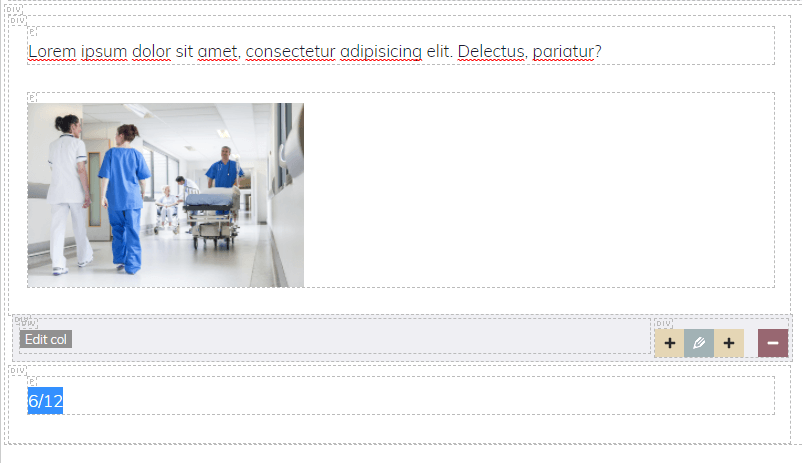 DIV
DIV
P
Lorem ipsum dolor sit amet, consectetur adipisicing elit. Delectus, pariatur?
P
DIV
DIV
DIV
Edit col
DIV
P
6/12